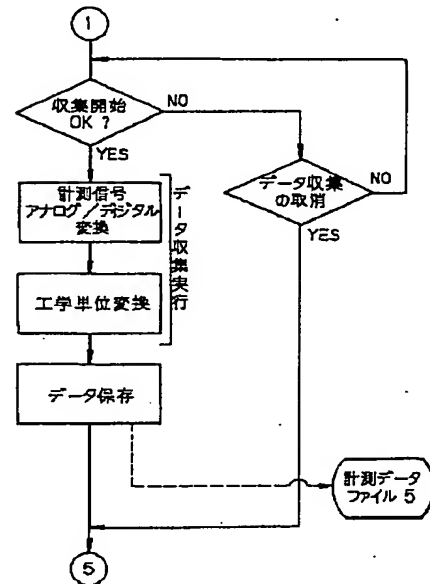 1
収集開始
OK ?
NO
YES
データ収集
の取消
NO
YES
計測信号
アナログ／ディジタル
変換
データ収集実行
工学単位変換
データ保存
計測データ
ファイル 5
5